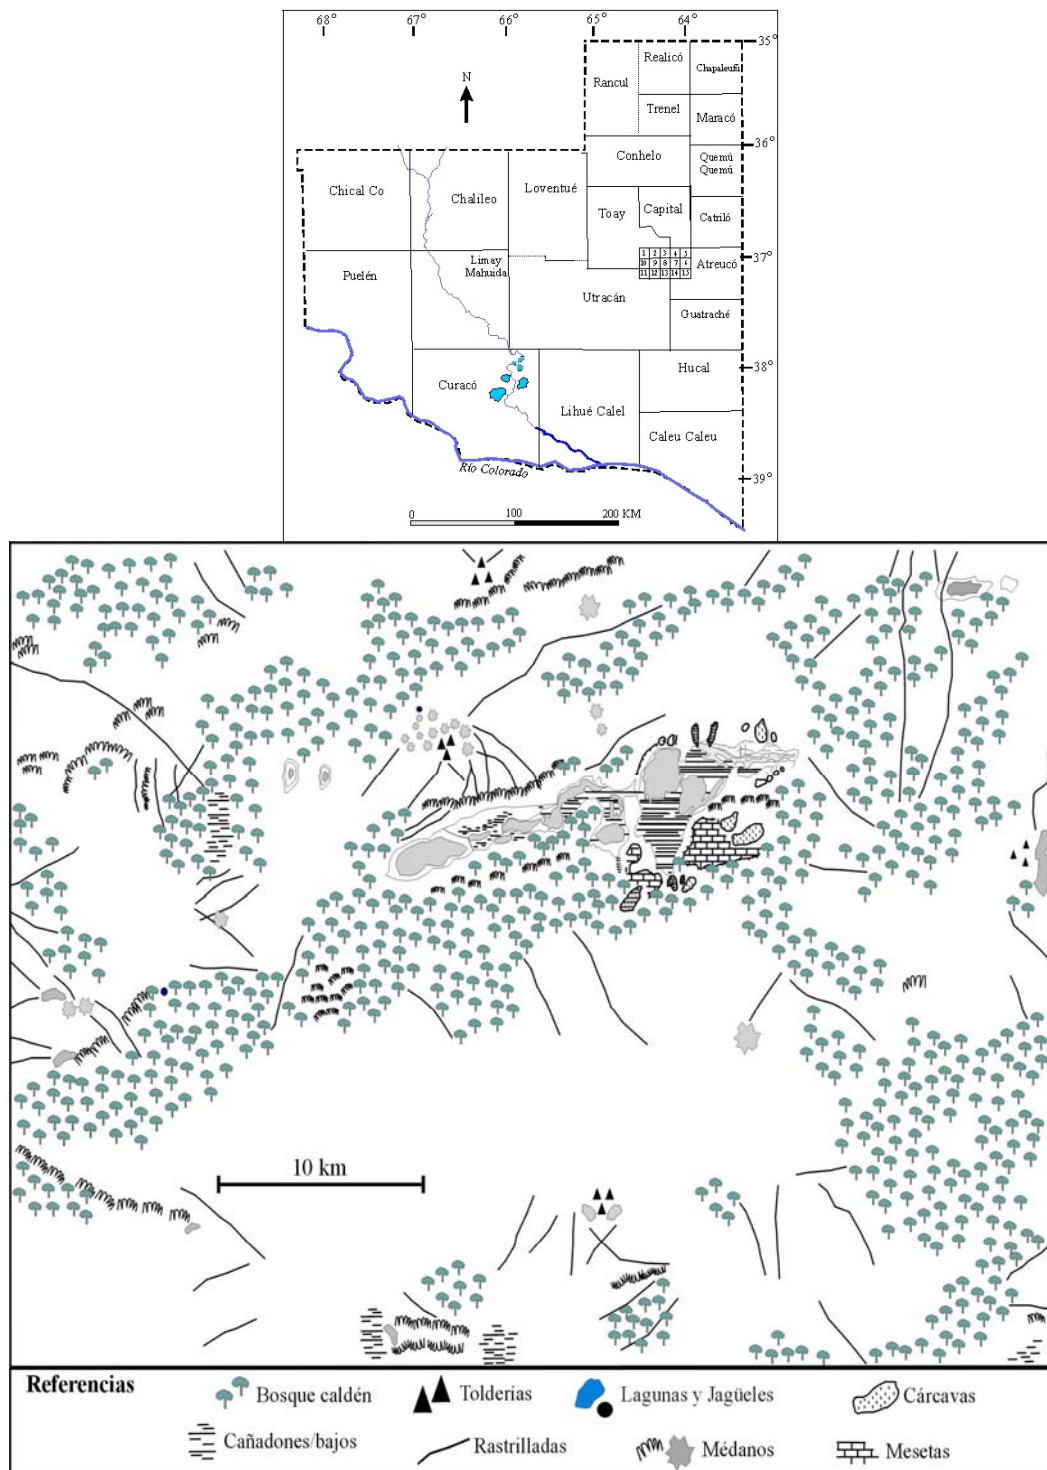 68° 67° 66° 65° 64°
35°
N
Realicó
Rancul
Chapaleufú
Trenel
Maracó
36°
Conhelo
Quemú
Quemú
Chical Co
Chalileo
Loventué
Toay
Capital
Catriló
1 2 3 4 5
10 9 8 7 6
11 12 13 14 15
37°
Atreucó
Puelén
Limay
Mahuida
Utracán
Guatraché
38°
Hucal
Curacó
Lihué Calel
Caleu Caleu
Río Colorado
39°
0 100 200 KM
10 km
Referencias
Bosque caldén
Tolderías
Lagunas y Jagüeles
Cárcavas
Cañadones/bajos
Rastrilladas
Médanos
Mesetas